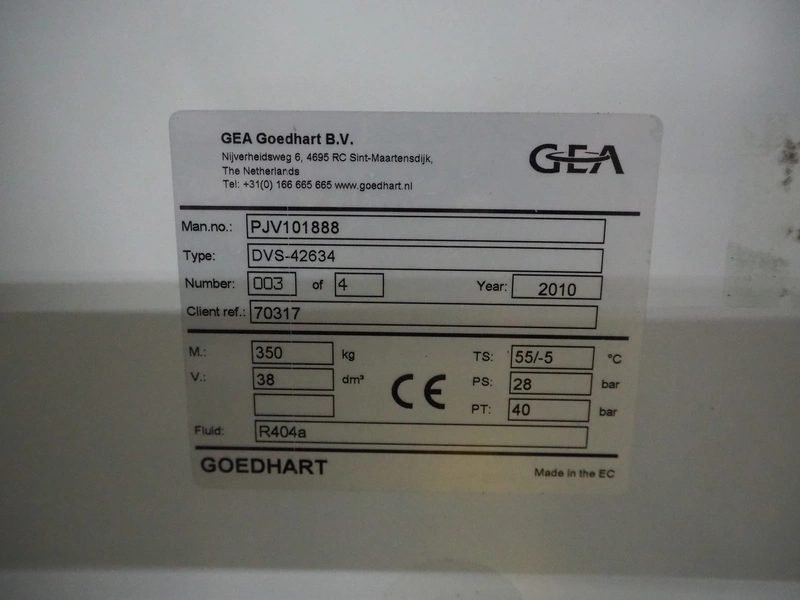 GEA Goedhart B.V.
Nijverheidsweg 6, 4695 RC Sint-Maartensdijk,
The Netherlands
Tel: +31(0) 166 665 665 www.goedhart.nl
GEA
Man.no.: PJV101888
Type: DVS-42634
Number: 003 of 4 Year: 2010
Client ref.: 70317
M.: 350 kg TS: 55/-5 °C
V.: 38 dm³ CE PS: 28 bar
PT: 40 bar
Fluid: R404a
GOEDHART Made in the EC